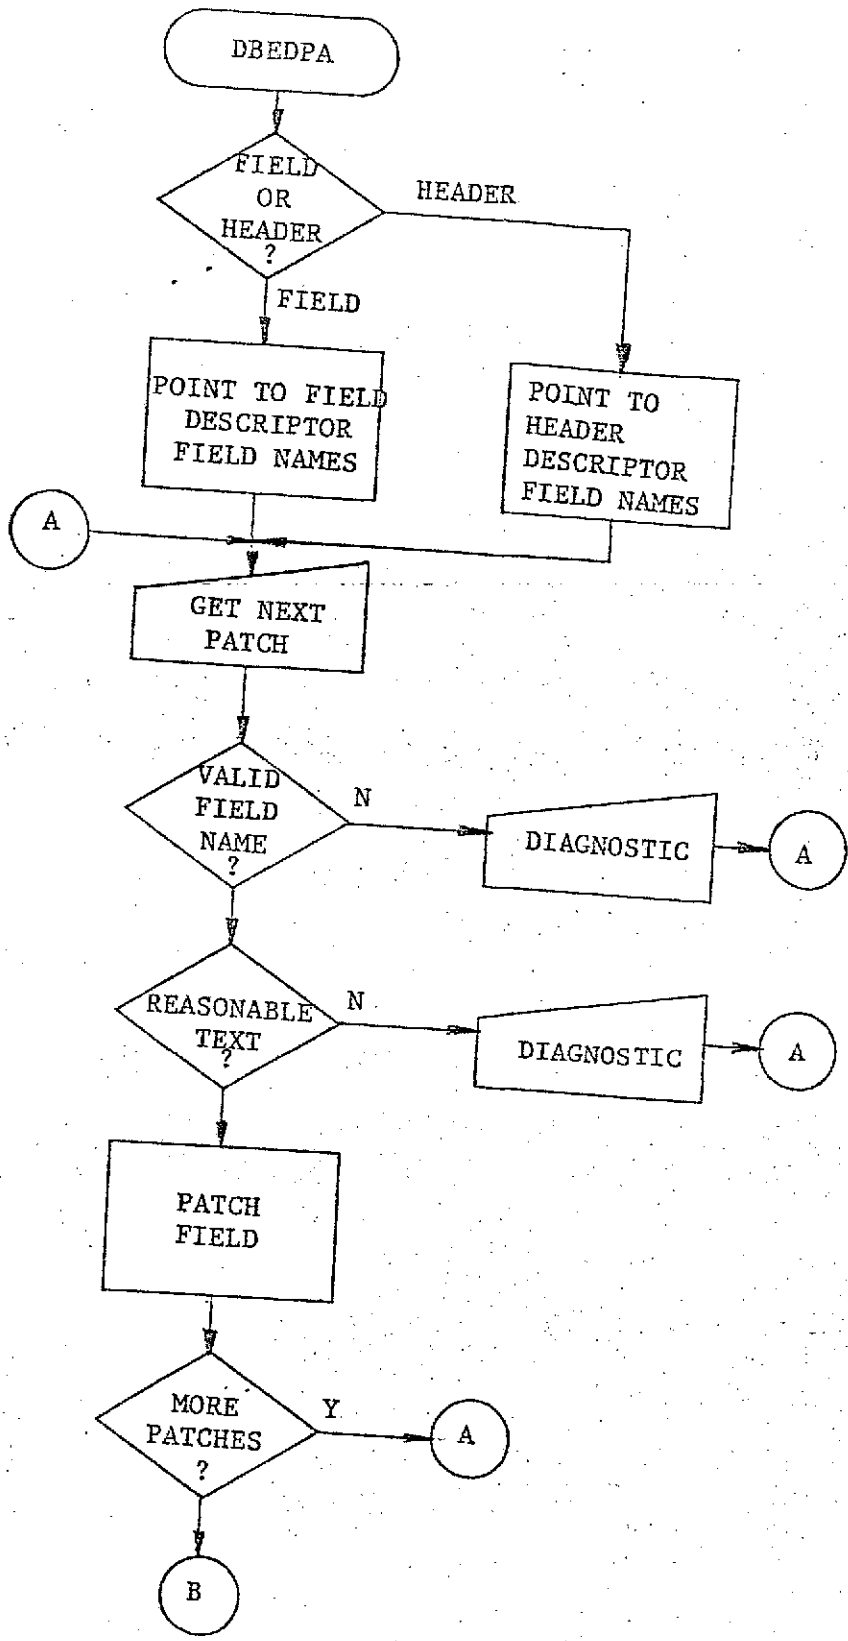 DBEDPA
FIELD
OR
HEADER
?
HEADER
FIELD
POINT TO FIELD
DESCRIPTOR
FIELD NAMES
POINT TO
HEADER
DESCRIPTOR
FIELD NAMES
A
GET NEXT
PATCH
VALID
FIELD
NAME
?
N
DIAGNOSTIC
A
REASONABLE
TEXT
?
N
DIAGNOSTIC
A
PATCH
FIELD
MORE
PATCHES
?
Y
A
B